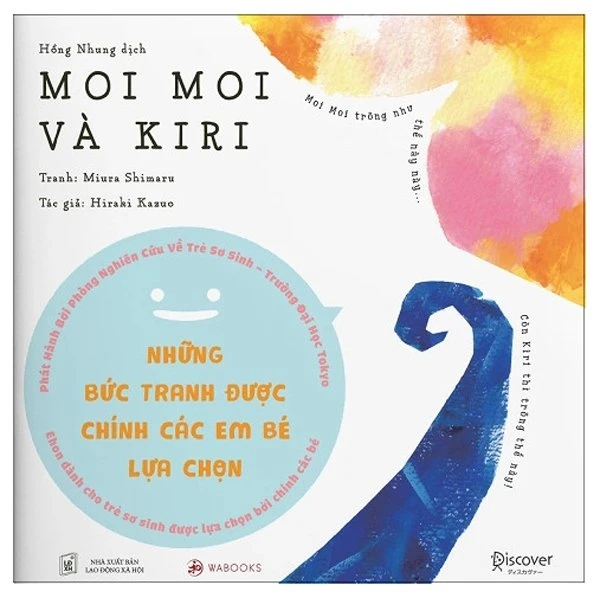 Hồng Nhung dịch
MOI MOI
VÀ KIRI
Tranh: Miura Shimaru
Tác giả: Hiraki Kazuo
Moi Moi trông như
thế này này...
Còn Kiri thì trông thế này!
Phát Hành Bởi Phòng Nghiên Cứu Về Trẻ Sơ Sinh – Trường Đại Học Tokyo
NHỮNG
BỨC TRANH ĐƯỢC
CHÍNH CÁC EM BÉ
LỰA CHỌN
Ehon dành cho trẻ sơ sinh được lựa chọn bởi chính các bé
NHÀ XUẤT BẢN
LAO ĐỘNG XÃ HỘI
WABOOKS
Discover
ディスカヴァー